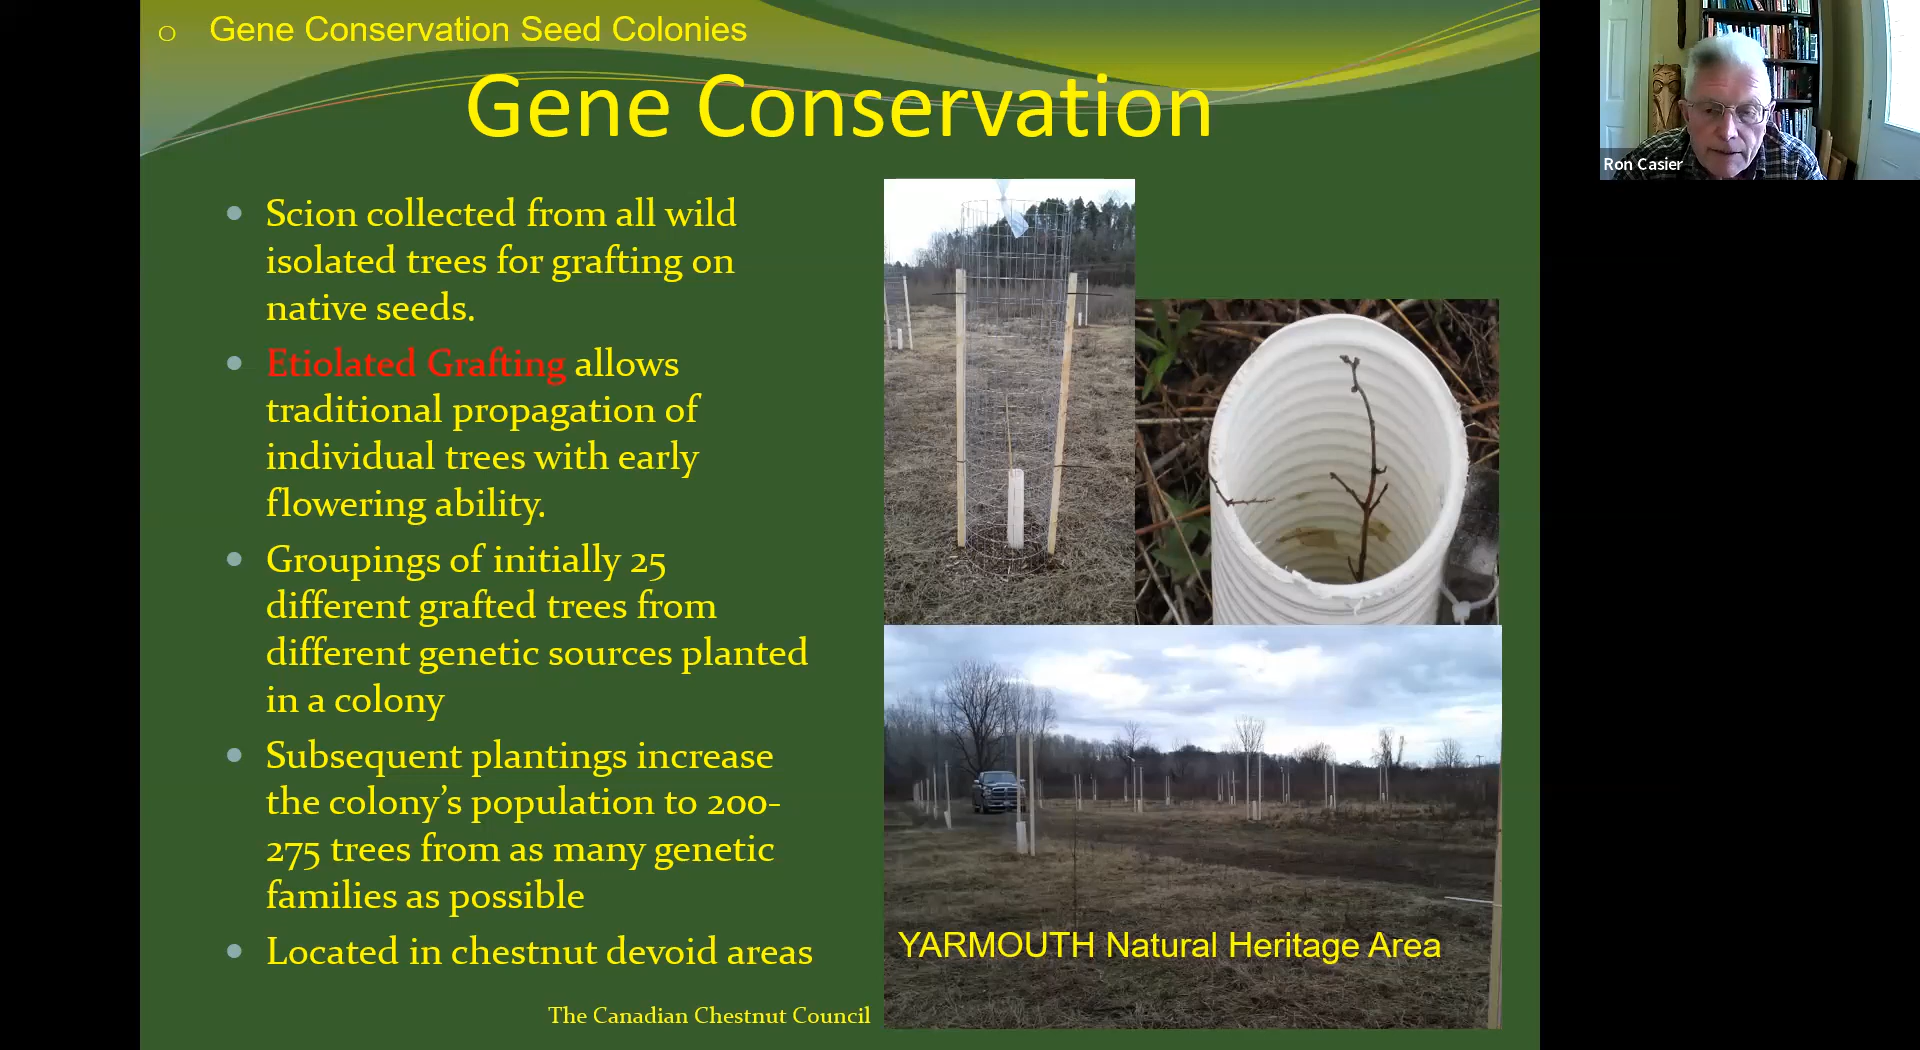 o Gene Conservation Seed Colonies
Gene Conservation
Ron Casier
• Scion collected from all wild
isolated trees for grafting on
native seeds.
• Etiolated Grafting allows
traditional propagation of
individual trees with early
flowering ability.
• Groupings of initially 25
different grafted trees from
different genetic sources planted
in a colony
• Subsequent plantings increase
the colony’s population to 200-
275 trees from as many genetic
families as possible
• Located in chestnut devoid areas
YARMOUTH Natural Heritage Area
The Canadian Chestnut Council